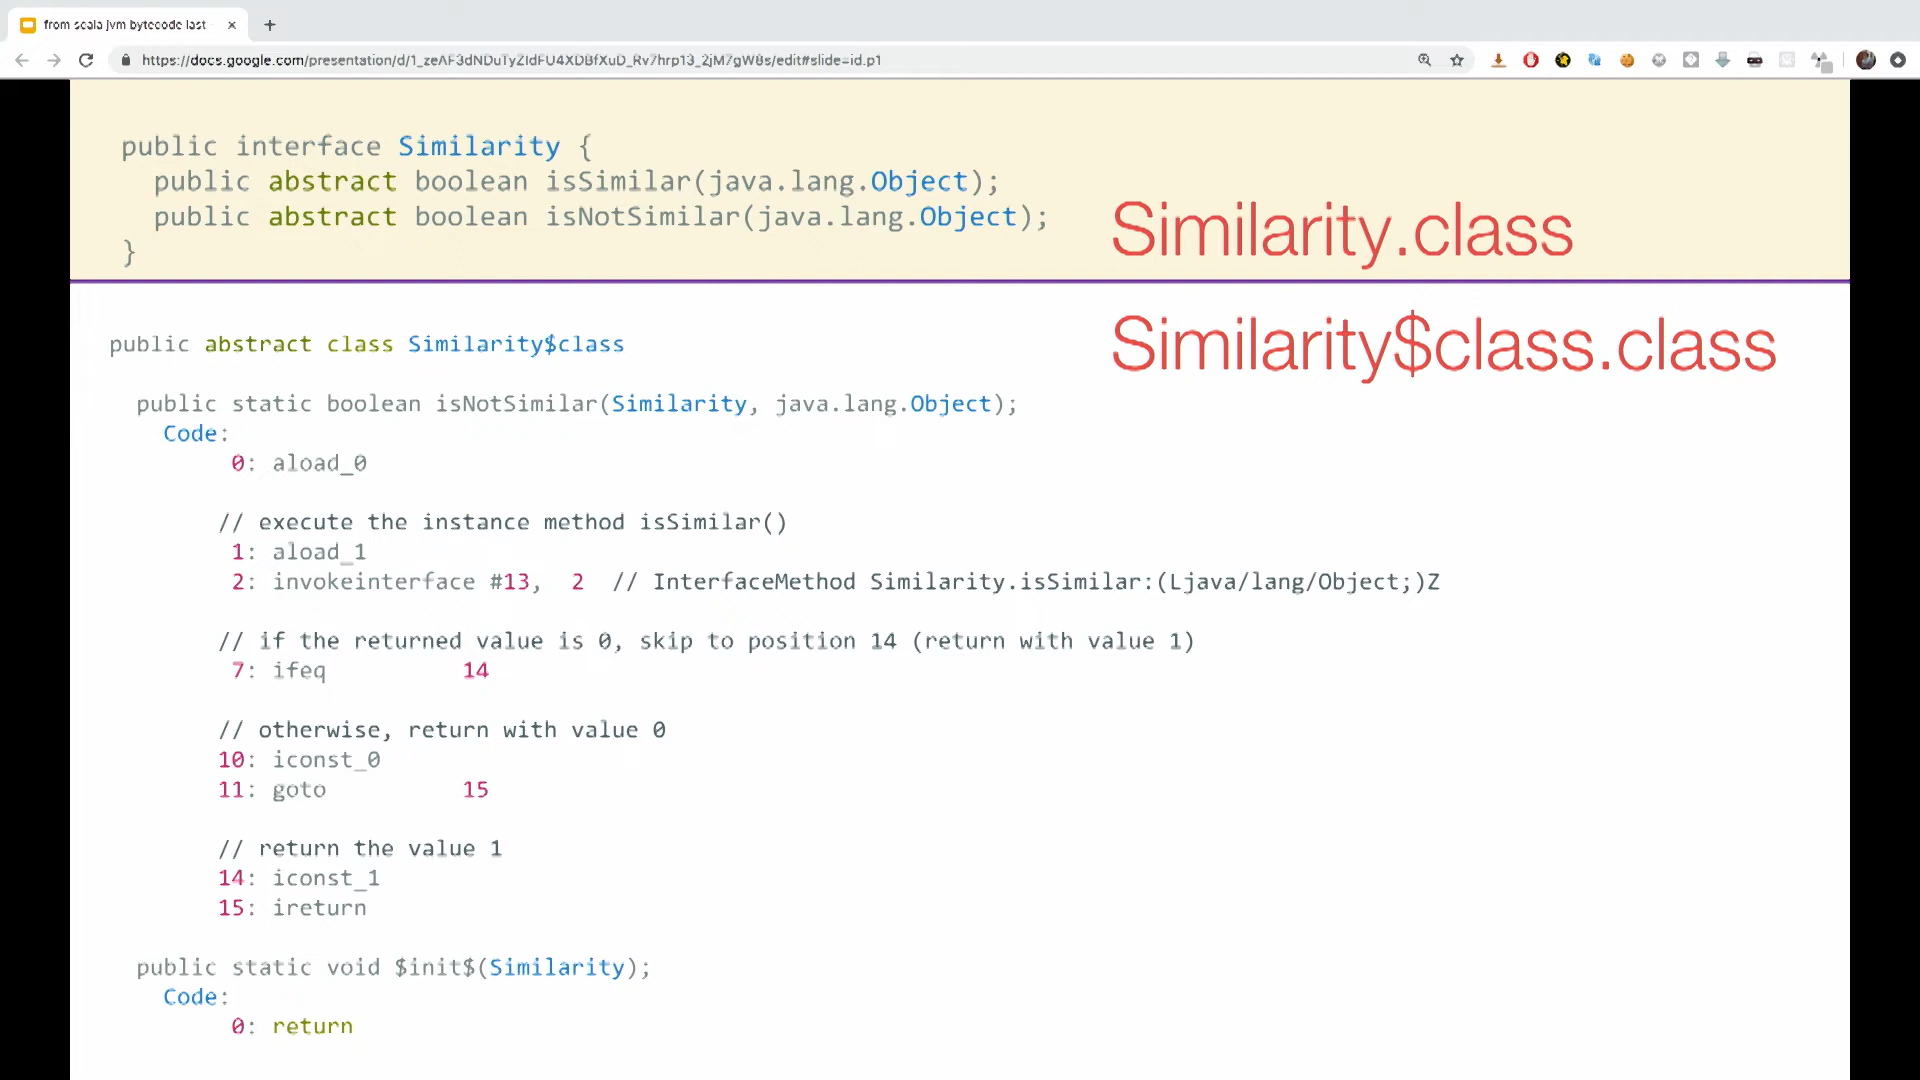 from scala jvm bytecode last
https://docs.google.com/presentation/d/1_zeAF3dNDuTyZIdFU4XDBfXuD_Rv7hrp13_2jM7gW8s/edit#slide=id.p1
public interface Similarity {
public abstract boolean isSimilar(java.lang.Object);
public abstract boolean isNotSimilar(java.lang.Object);
}
Similarity.class
Similarity$class.class
public abstract class Similarity$class
public static boolean isNotSimilar(Similarity, java.lang.Object);
Code:
0: aload_0
// execute the instance method isSimilar()
1: aload_1
2: invokeinterface #13, 2 // InterfaceMethod Similarity.isSimilar:(Ljava/lang/Object;)Z
// if the returned value is 0, skip to position 14 (return with value 1)
7: ifeq 14
// otherwise, return with value 0
10: iconst_0
11: goto 15
// return the value 1
14: iconst_1
15: ireturn
public static void $init$(Similarity);
Code:
0: return